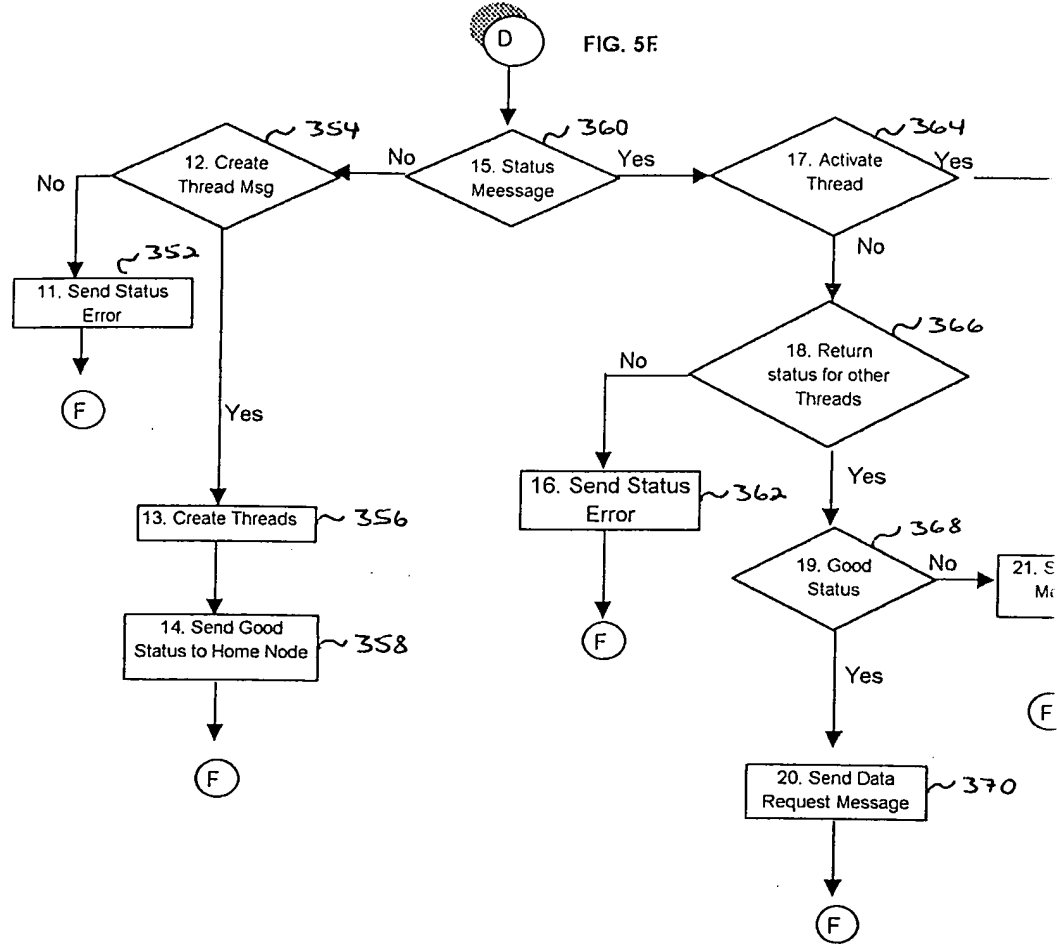 D
FIG. 5F
354
12. Create
Thread Msg
No
360
15. Status
Meessage
No
Yes
364
17. Activate
Thread
Yes
No
352
11. Send Status
Error
F
Yes
366
18. Return
status for other
Threads
No
Yes
16. Send Status
Error
362
F
13. Create Threads
356
14. Send Good
Status to Home Node
358
F
368
19. Good
Status
No
21. S
Yes
F
20. Send Data
Request Message
370
F